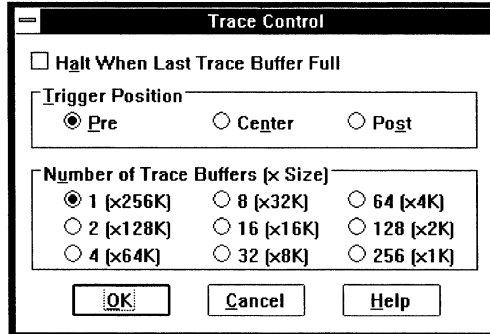 Trace Control
Halt When Last Trace Buffer Full
Trigger Position
Pre Center Post
Number of Trace Buffers (x Size)
1 (x256K) 8 (x32K) 64 (x4K)
2 (x128K) 16 (x16K) 128 (x2K)
4 (x64K) 32 (x8K) 256 (x1K)
OK Cancel Help